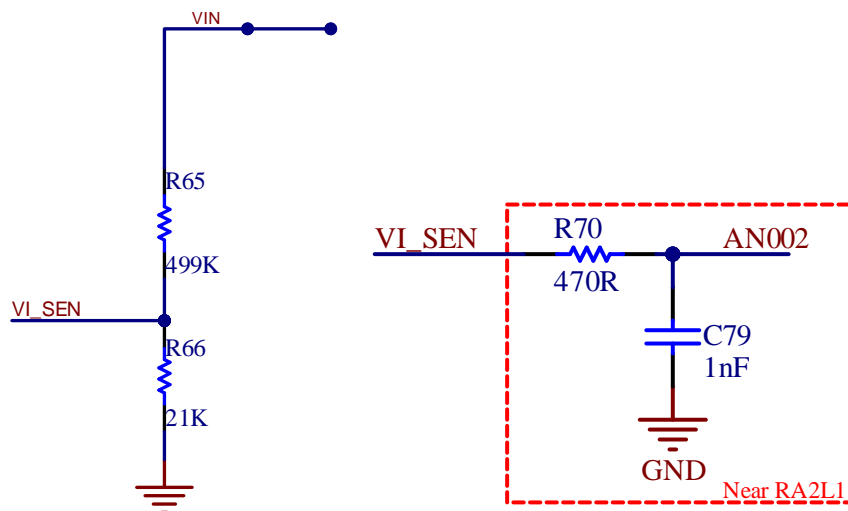 VIN
R65
499K
VI_SEN
R66
21K
VI_SEN
R70
470R
AN002
C79
1nF
GND
Near RA2L1